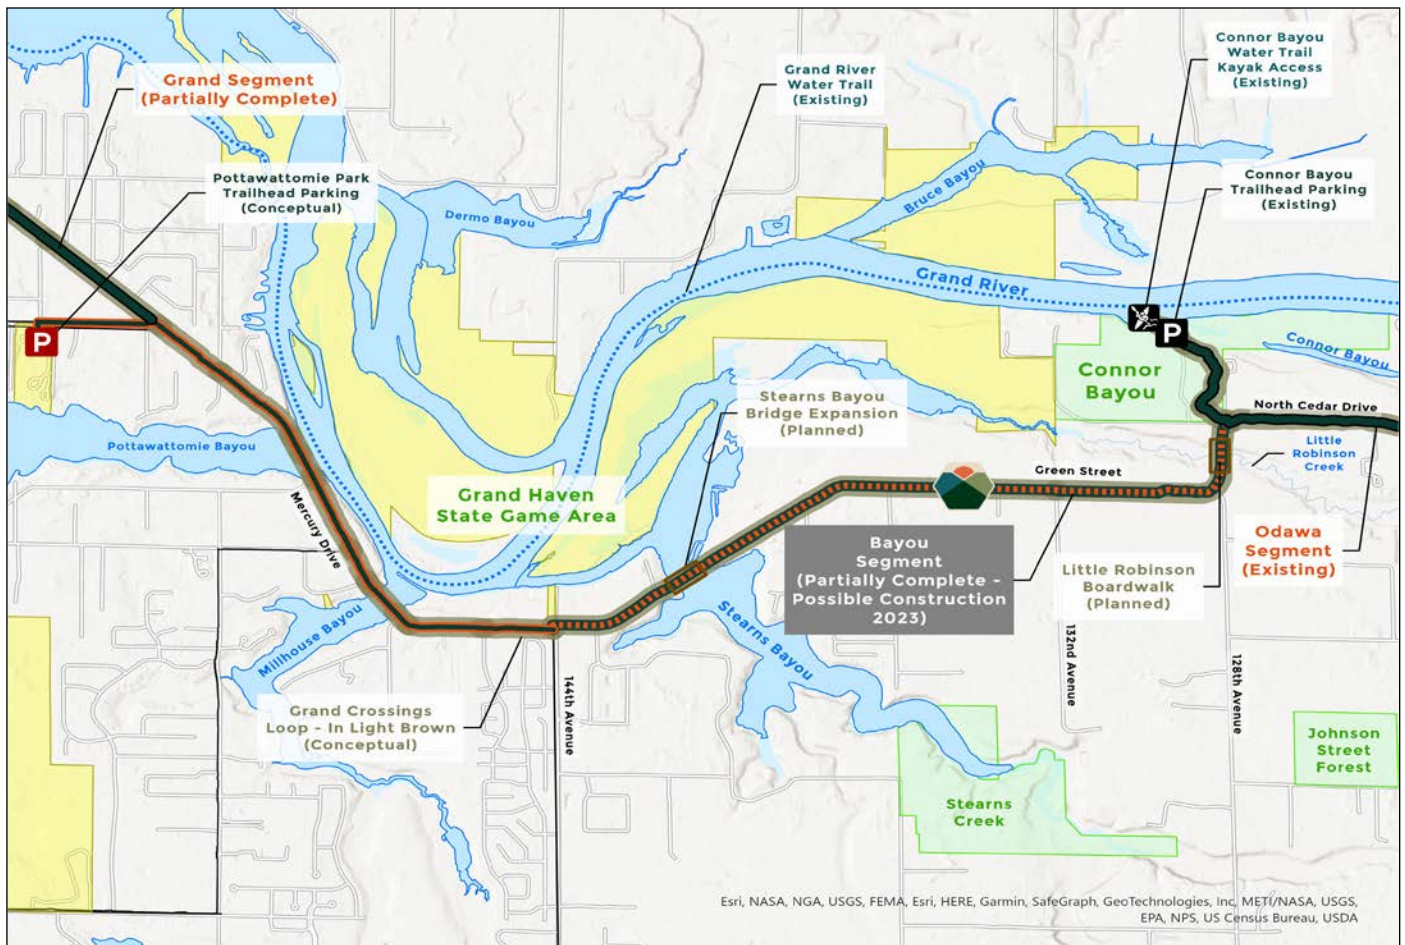 Grand Segment
(Partially Complete)
Pottawattomie Park
Trailhead Parking
(Conceptual)
Grand River
Water Trail
(Existing)
Connor Bayou
Water Trail
Kayak Access
(Existing)
Connor Bayou
Trailhead Parking
(Existing)
Dermo Bayou
Bruce Bayou
Grand River
P
P
Connor
Bayou
Connor Bayou
North Cedar Drive
Stearns Bayou
Bridge Expansion
(Planned)
Pottawattomie Bayou
Little
Robinson
Creek
Green Street
Grand Haven
State Game Area
Mercury Drive
Bayou
Segment
(Partially Complete -
Possible Construction
2023)
Odawa
Segment
(Existing)
Little Robinson
Boardwalk
(Planned)
Millhouse Bayou
Stearns Bayou
132nd Avenue
128th Avenue
144th Avenue
Grand Crossings
Loop - In Light Brown
(Conceptual)
Johnson
Street
Forest
Stearns
Creek
Esri, NASA, NGA, USGS, FEMA, Esri, HERE, Garmin, SafeGraph, GeoTechnologies, Inc, METI/NASA, USGS,
EPA, NPS, US Census Bureau, USDA